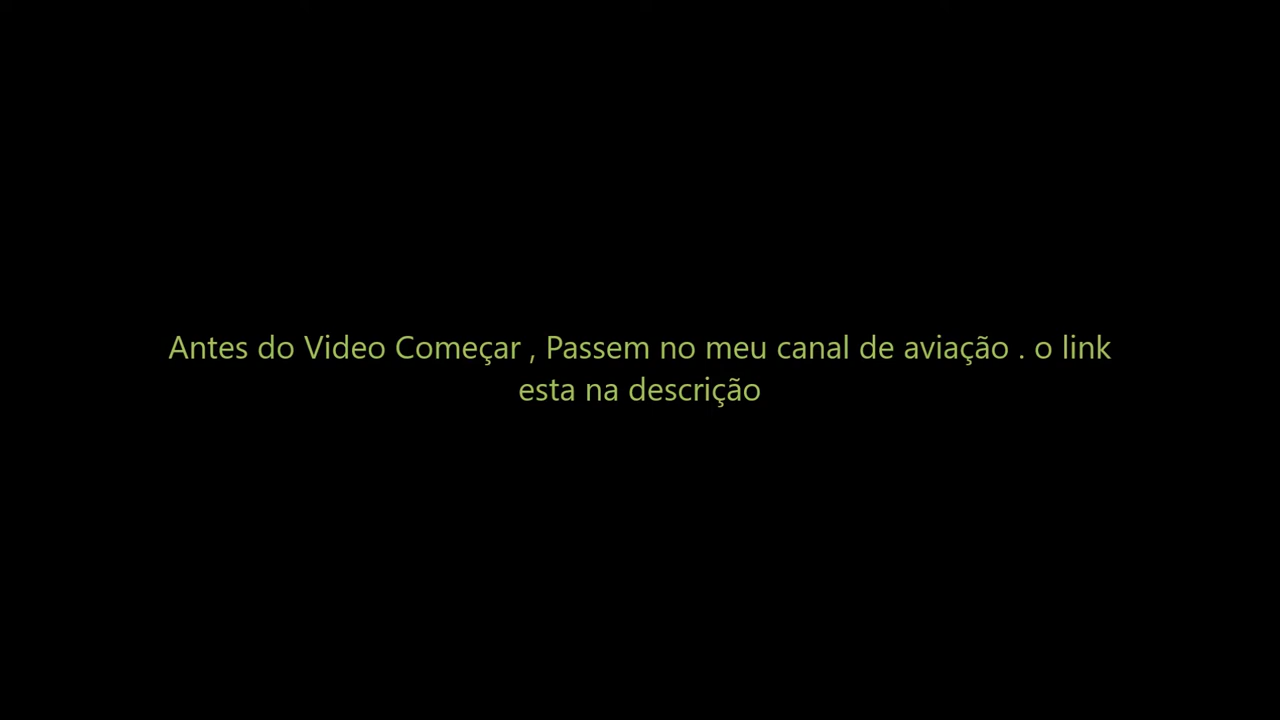 Antes do Video Começar , Passem no meu canal de aviação . o link
esta na descrição